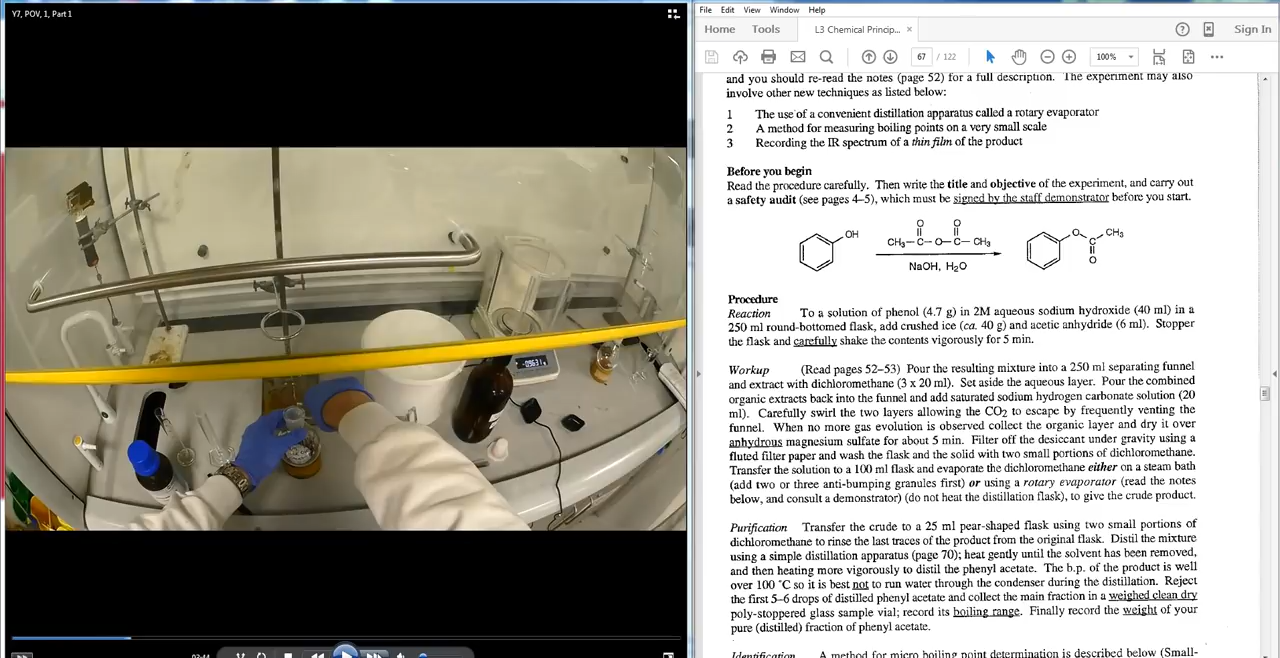 Y7, POV, 1, Part 1
File Edit View Window Help
Home Tools L3 Chemical Princip... × Sign In
67 / 122 100%
and you should re-read the notes (page 52) for a full description. The experiment may also
involve other new techniques as listed below:
1 The use of a convenient distillation apparatus called a rotary evaporator
2 A method for measuring boiling points on a very small scale
3 Recording the IR spectrum of a thin film of the product
Before you begin
Read the procedure carefully. Then write the title and objective of the experiment, and carry out
a safety audit (see pages 4–5), which must be signed by the staff demonstrator before you start.
OH
O O
CH₃–C–O–C–CH₃
NaOH, H₂O
O C CH₃
O
Procedure
Reaction To a solution of phenol (4.7 g) in 2M aqueous sodium hydroxide (40 ml) in a
250 ml round-bottomed flask, add crushed ice (ca. 40 g) and acetic anhydride (6 ml). Stopper
the flask and carefully shake the contents vigorously for 5 min.
Workup (Read pages 52–53) Pour the resulting mixture into a 250 ml separating funnel
and extract with dichloromethane (3 x 20 ml). Set aside the aqueous layer. Pour the combined
organic extracts back into the funnel and add saturated sodium hydrogen carbonate solution (20
ml). Carefully swirl the two layers allowing the CO₂ to escape by frequently venting the
funnel. When no more gas evolution is observed collect the organic layer and dry it over
anhydrous magnesium sulfate for about 5 min. Filter off the desiccant under gravity using a
fluted filter paper and wash the flask and the solid with two small portions of dichloromethane.
Transfer the solution to a 100 ml flask and evaporate the dichloromethane either on a steam bath
(add two or three anti-bumping granules first) or using a rotary evaporator (read the notes
below, and consult a demonstrator) (do not heat the distillation flask), to give the crude product.
Purification Transfer the crude to a 25 ml pear-shaped flask using two small portions of
dichloromethane to rinse the last traces of the product from the original flask. Distil the mixture
using a simple distillation apparatus (page 70); heat gently until the solvent has been removed,
and then heating more vigorously to distil the phenyl acetate. The b.p. of the product is well
over 100 °C so it is best not to run water through the condenser during the distillation. Reject
the first 5–6 drops of distilled phenyl acetate and collect the main fraction in a weighed clean dry
poly-stoppered glass sample vial; record its boiling range. Finally record the weight of your
pure (distilled) fraction of phenyl acetate.
Identification A method for micro boiling point determination is described below (Small-